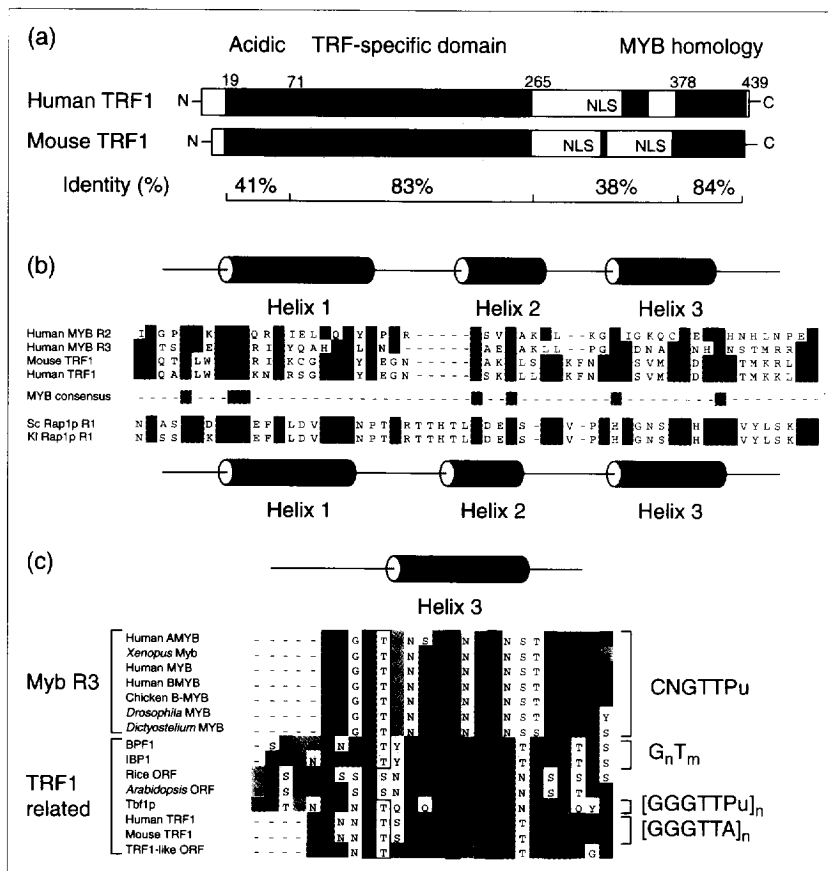 (a)
Acidic TRF-specific domain MYB homology
19 71 265 378 439
Human TRF1 N NLS C
Mouse TRF1 N NLS NLS C
Identity (%) 41% 83% 38% 84%
(b)
Helix 1 Helix 2 Helix 3
Human MYB R2 I G P K Q R I E L Q Y P R - - - - - S V A K L - K G I G K Q C E H N H L N P E
Human MYB R3 T S E R I Y Q A H L N - - - - - - A E A K L L - P G D N A N H N S T M R R
Mouse TRF1 Q T L W R I K C G Y E G N - - - - A K L S K F N S V M D T M K R L
Human TRF1 Q A L W K N R S G Y E G N - - - - S K L L K F N S V M D T M K K L
MYB consensus
Sc Rap1p R1 N A S D E F L D V N P T R T T H T L D E S - V - P H G N S H V Y L S K
Kl Rap1p R1 N S S K E F L D V N P T R T T H T L D E S - V - P H G N S H V Y L S K
Helix 1 Helix 2 Helix 3
(c)
Helix 3
Myb R3
Human AMYB - - - - - G T N S N N S T
Xenopus Myb - - - - - G T N N N S T
Human MYB - - - - - G T N N N S T
Human BMYB - - - - - G T N N N S T
Chicken B-MYB - - - - - G T N N N S T
Drosophila MYB - - - - - G T N N N S S Y
Dictyostelium MYB - - - - - G T N N N S S S
CNGTTPu
TRF1 related
BPF1 - S N T Y T T S
IBP1 - - - N T Y T T S
Rice ORF S S S S N S S
Arabidopsis ORF S S S N S T
Tbf1p T N N T Q Q N Q Y
Human TRF1 - - - - N N T S T
Mouse TRF1 - - - - N N T S T
TRF1-like ORF - - - - N T T G
GnTm
[GGGTTPu]n
[GGGTTA]n